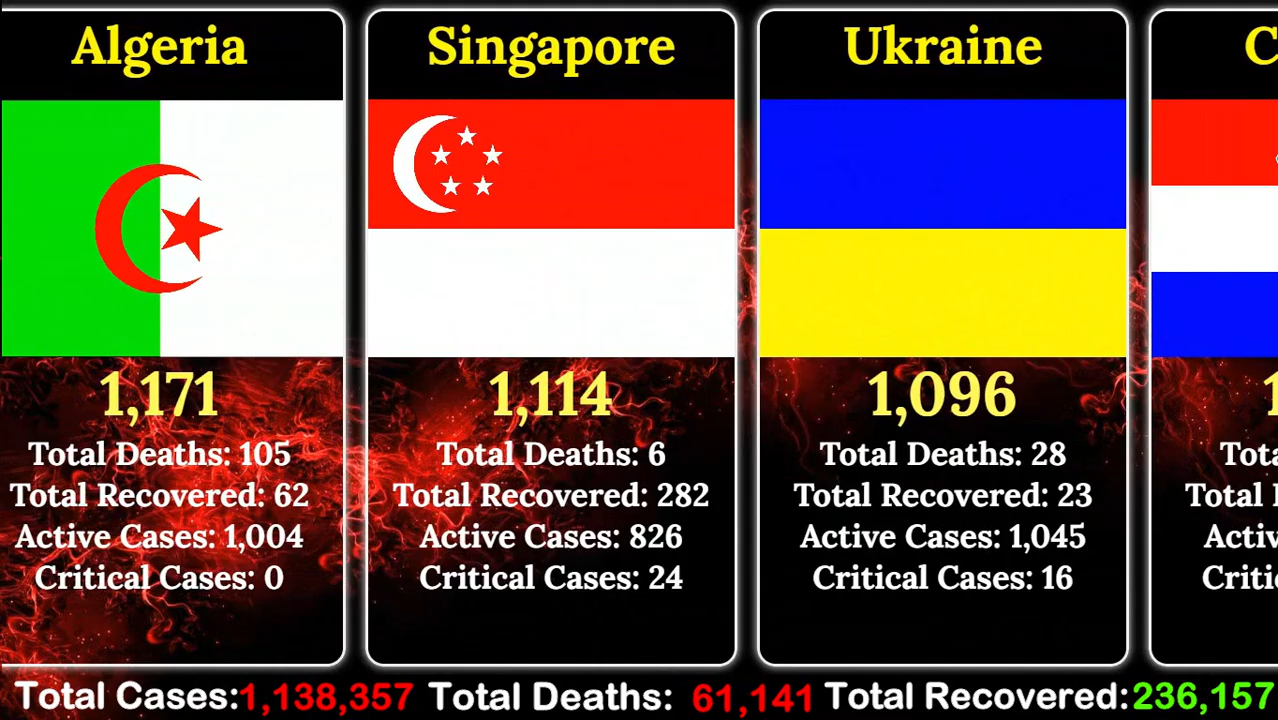 Algeria
1,171
Total Deaths: 105
Total Recovered: 62
Active Cases: 1,004
Critical Cases: 0
Singapore
1,114
Total Deaths: 6
Total Recovered: 282
Active Cases: 826
Critical Cases: 24
Ukraine
1,096
Total Deaths: 28
Total Recovered: 23
Active Cases: 1,045
Critical Cases: 16
Total Cases:1,138,357 Total Deaths: 61,141 Total Recovered:236,157